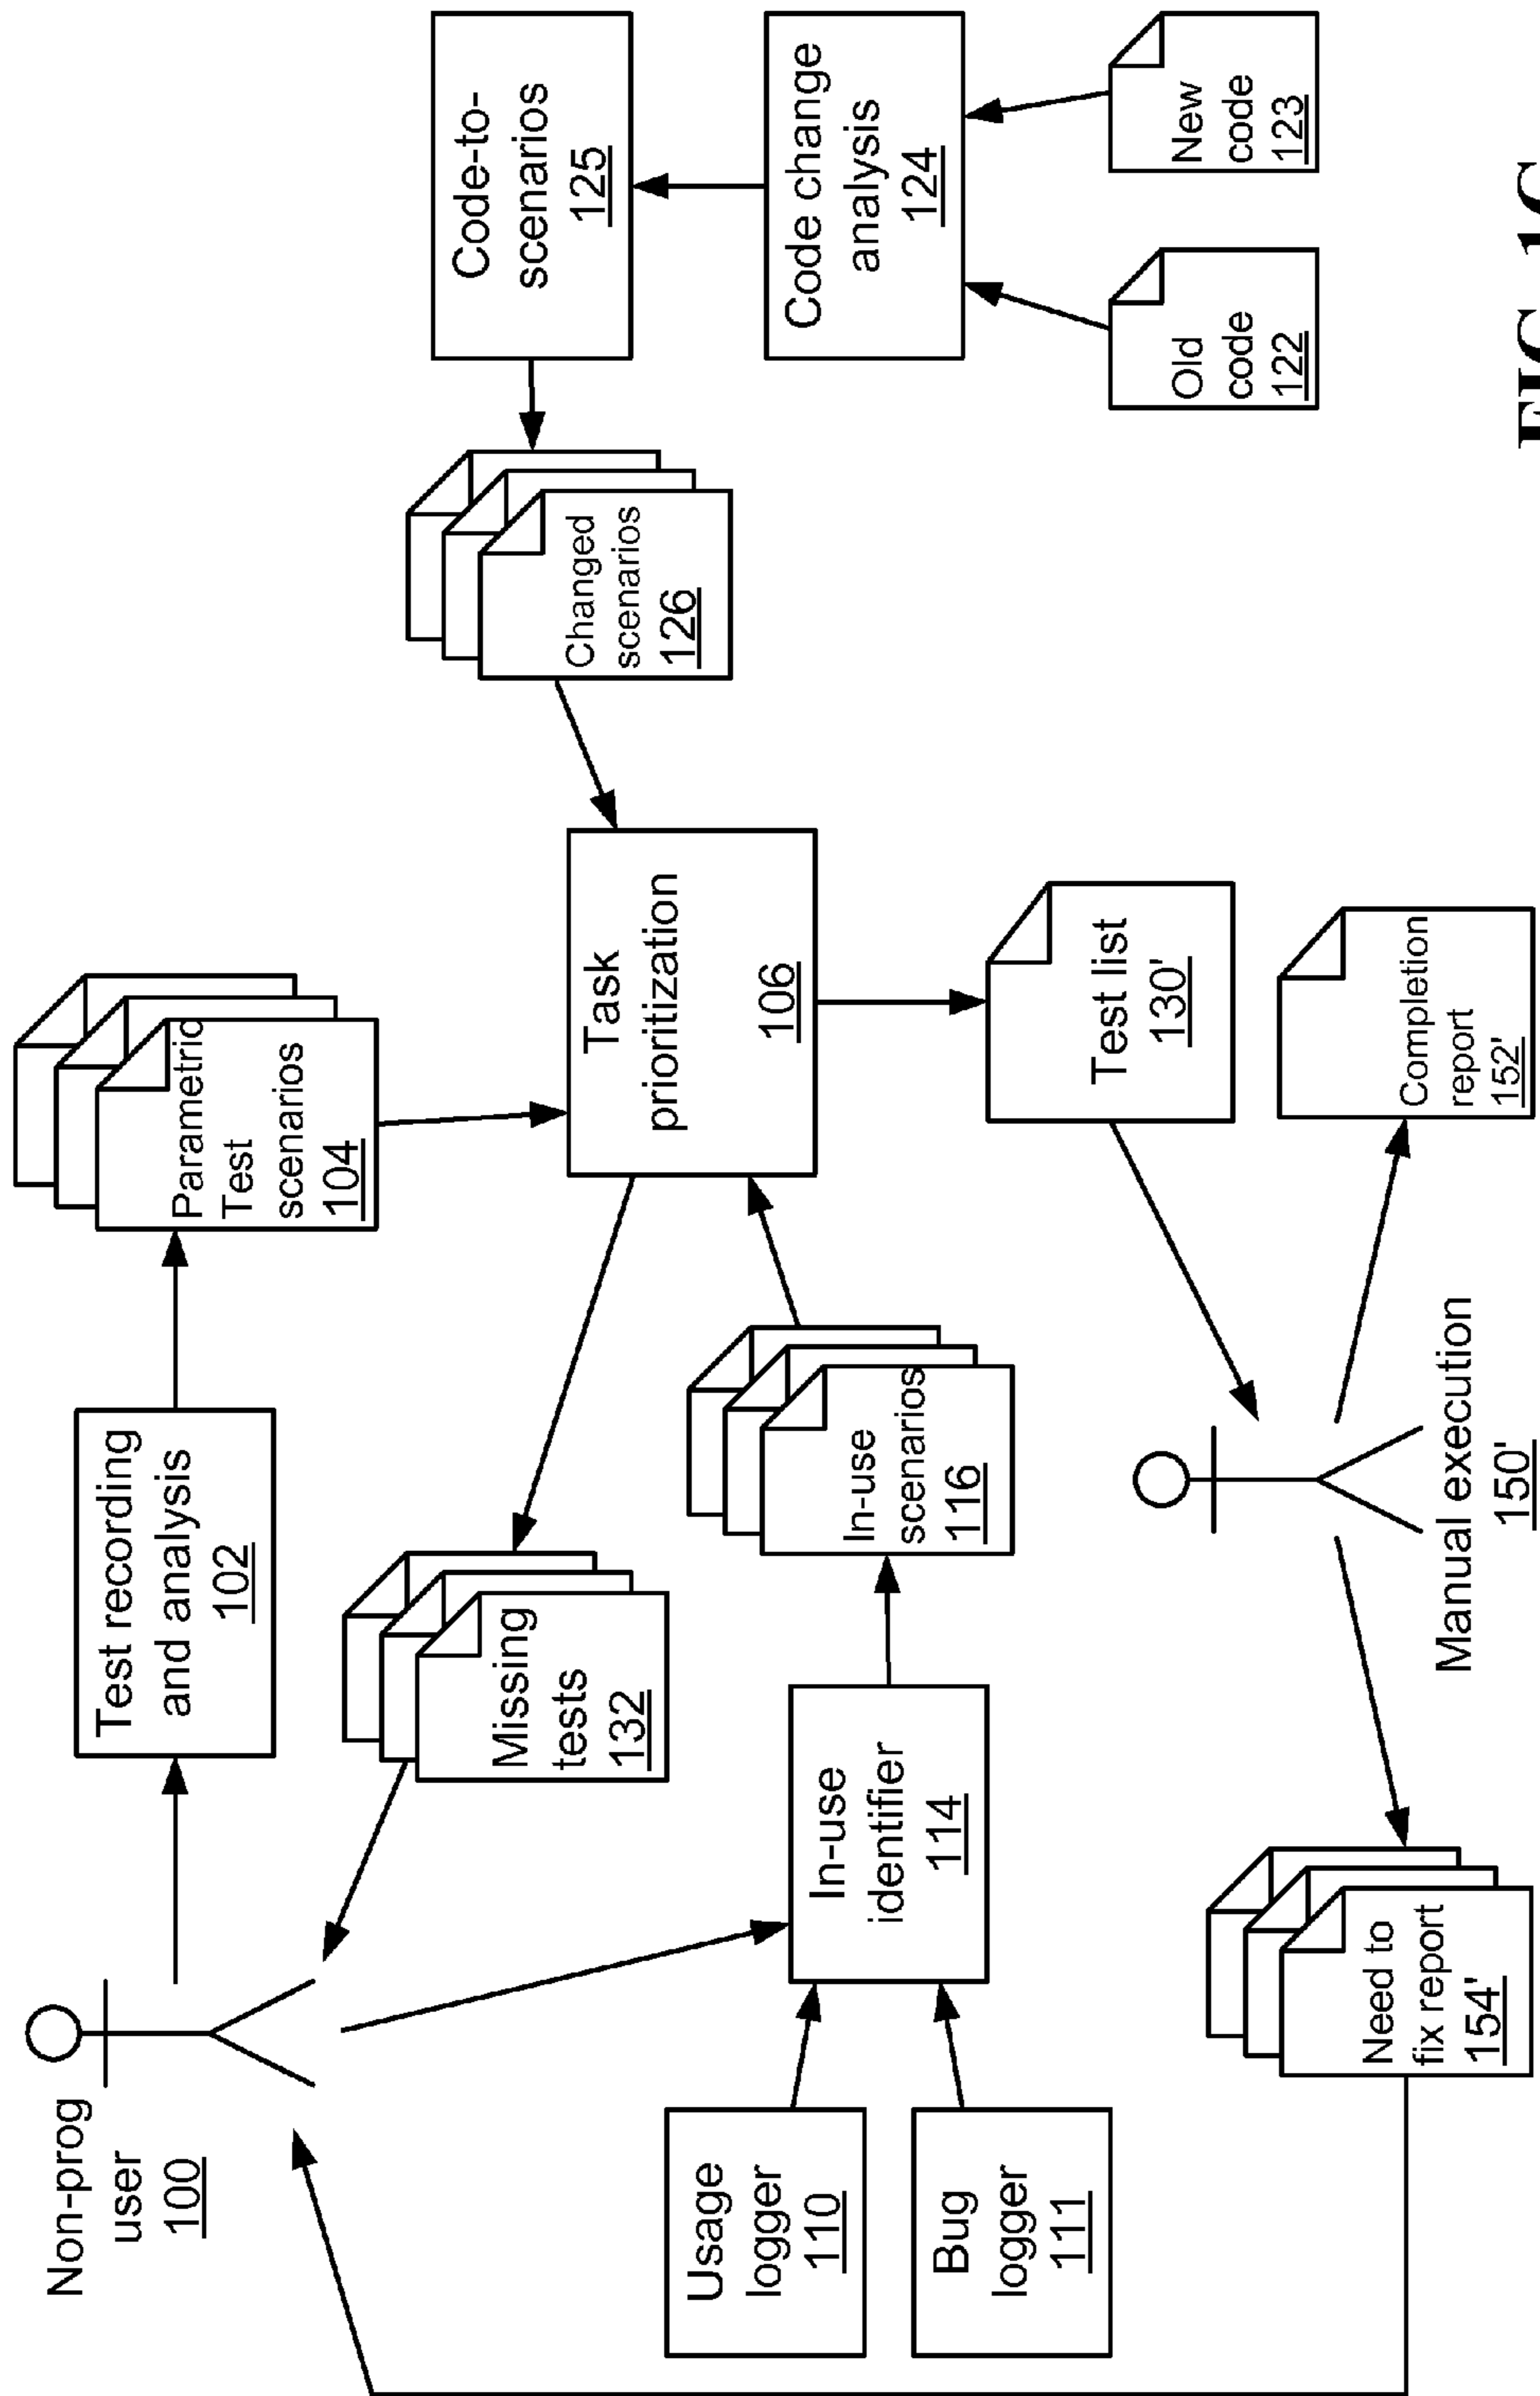 Non-prog
user
100
Test recording
and analysis
102
Parametric
Test
scenarios
104
Missing
tests
132
Task
prioritization
106
Changed
scenarios
126
Code-to-
scenarios
125
Usage
logger
110
Bug
logger
111
In-use
identifier
114
In-use
scenarios
116
Code change
analysis
124
Test list
130'
Old
code
122
New
code
123
Need to
fix report
154'
Manual execution
150'
Completion
report
152'
FIG. 1C